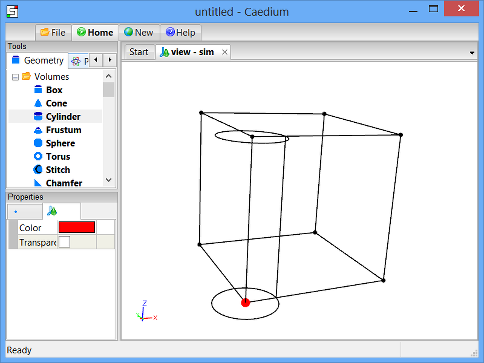 untitled - Caedium
File Home New Help
Tools
Geometry
Volumes
Box
Cone
Cylinder
Frustum
Sphere
Torus
Stitch
Chamfer
Properties
Color
Transpare
Start view - sim
Z
X
Ready